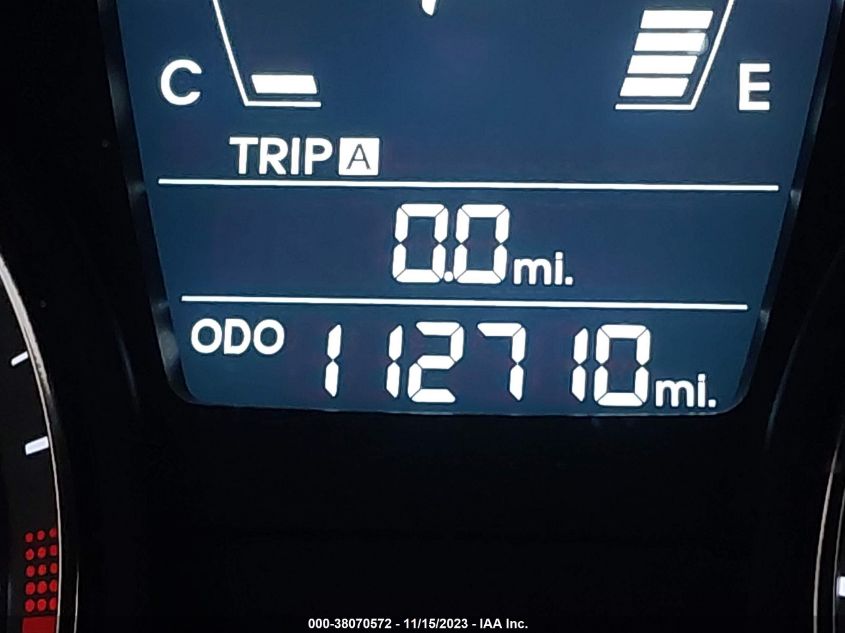 C E
TRIP A
0.0 mi.
ODO 112710 mi.
000-38070572 - 11/15/2023 - IAA Inc.